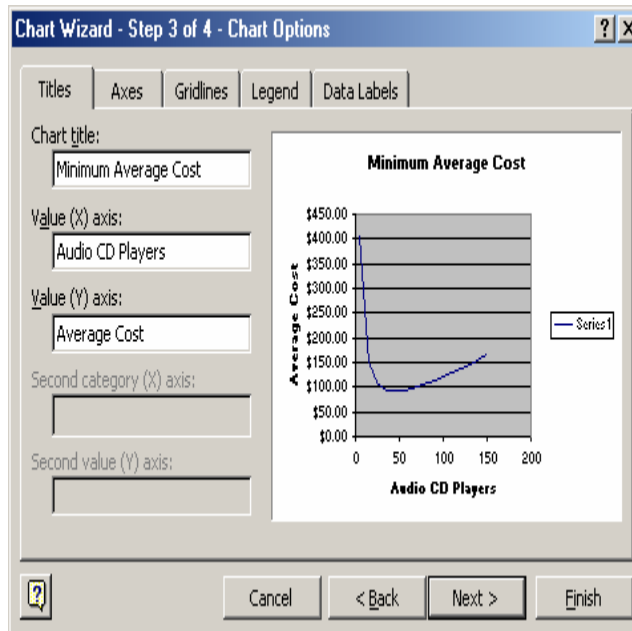 Chart Wizard - Step 3 of 4 - Chart Options
Titles Axes Gridlines Legend Data Labels
Chart title:
Minimum Average Cost
Value (X) axis:
Audio CD Players
Value (Y) axis:
Average Cost
Second category (X) axis:
Second value (Y) axis:
Minimum Average Cost
Average Cost
$450.00
$400.00
$350.00
$300.00
$250.00
$200.00
$150.00
$100.00
$50.00
$0.00
0 50 100 150 200
Audio CD Players
Series1
Cancel < Back Next > Finish